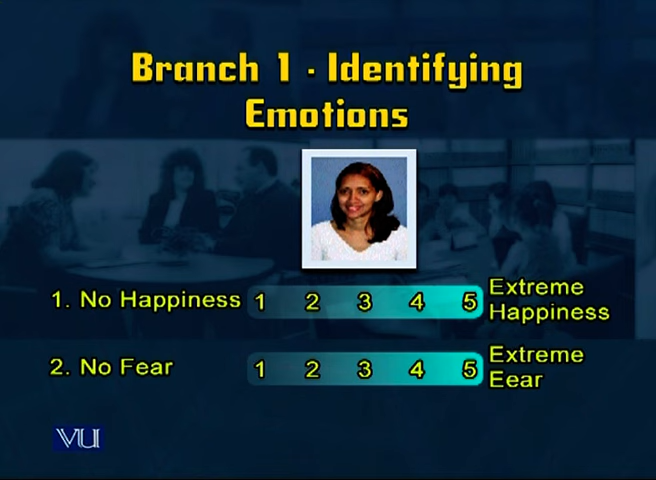 Branch 1 - Identifying
Emotions
1. No Happiness 1 2 3 4 5 Extreme
Happiness
2. No Fear 1 2 3 4 5 Extreme
Eear
VU